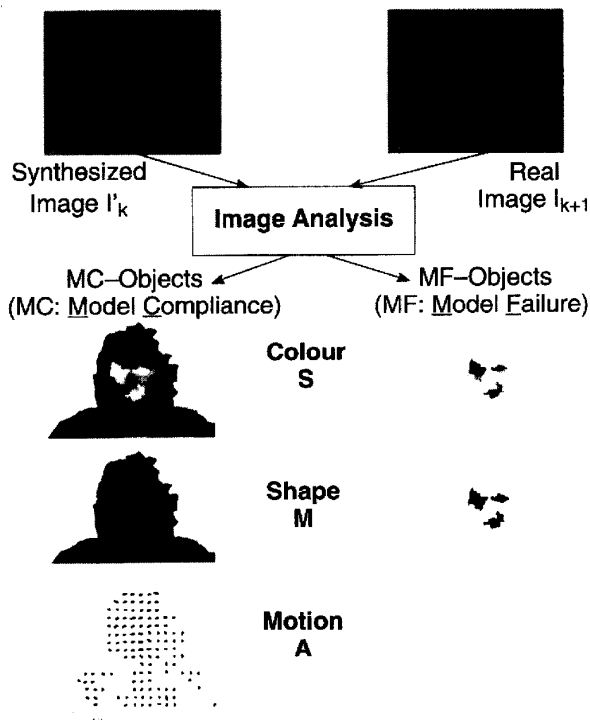 Synthesized
Image I'k
Real
Image Ik+1
Image Analysis
MC–Objects
(MC: Model Compliance)
MF–Objects
(MF: Model Failure)
Colour
S
Shape
M
Motion
A